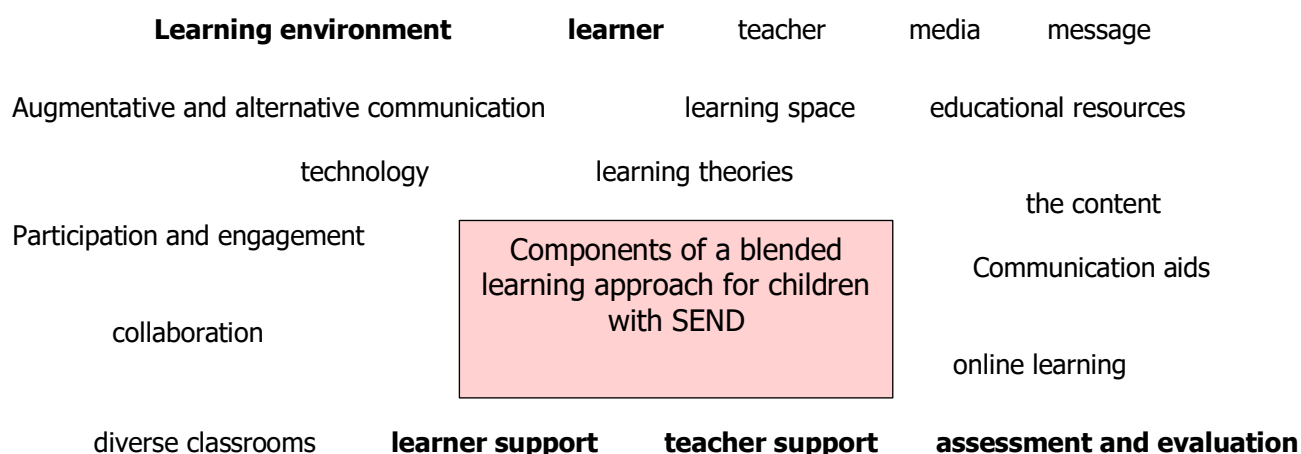 Learning environment learner teacher media message
Augmentative and alternative communication learning space educational resources
technology learning theories
the content
Participation and engagement
Components of a blended
learning approach for children
with SEND
Communication aids
collaboration
online learning
diverse classrooms learner support teacher support assessment and evaluation